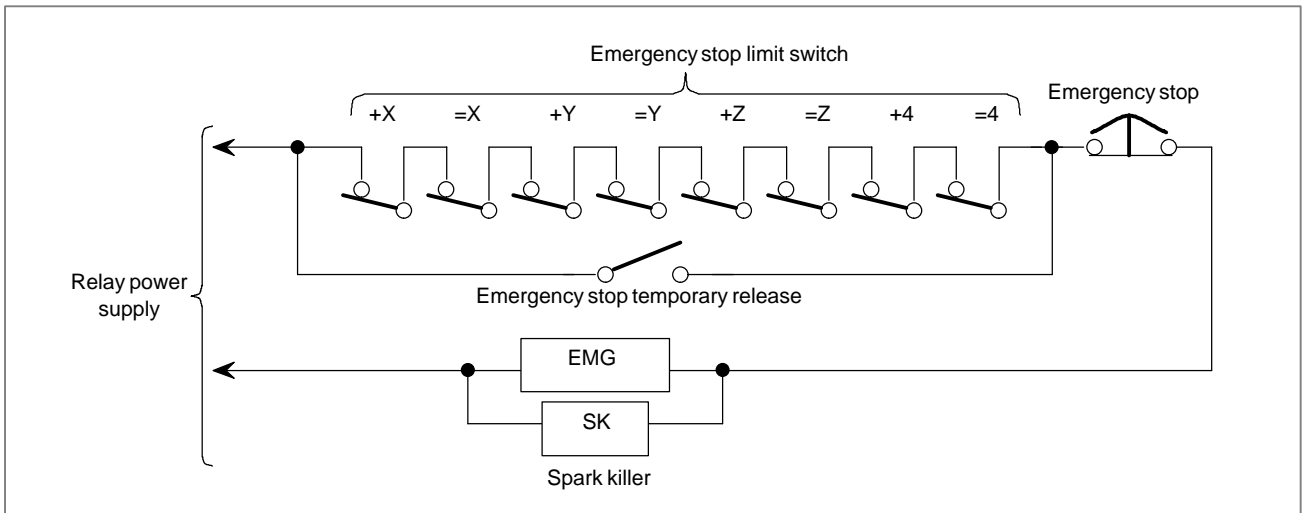 Emergency stop limit switch
Emergency stop
+X =X +Y =Y +Z =Z +4 =4
Emergency stop temporary release
Relay power
supply
EMG
SK
Spark killer